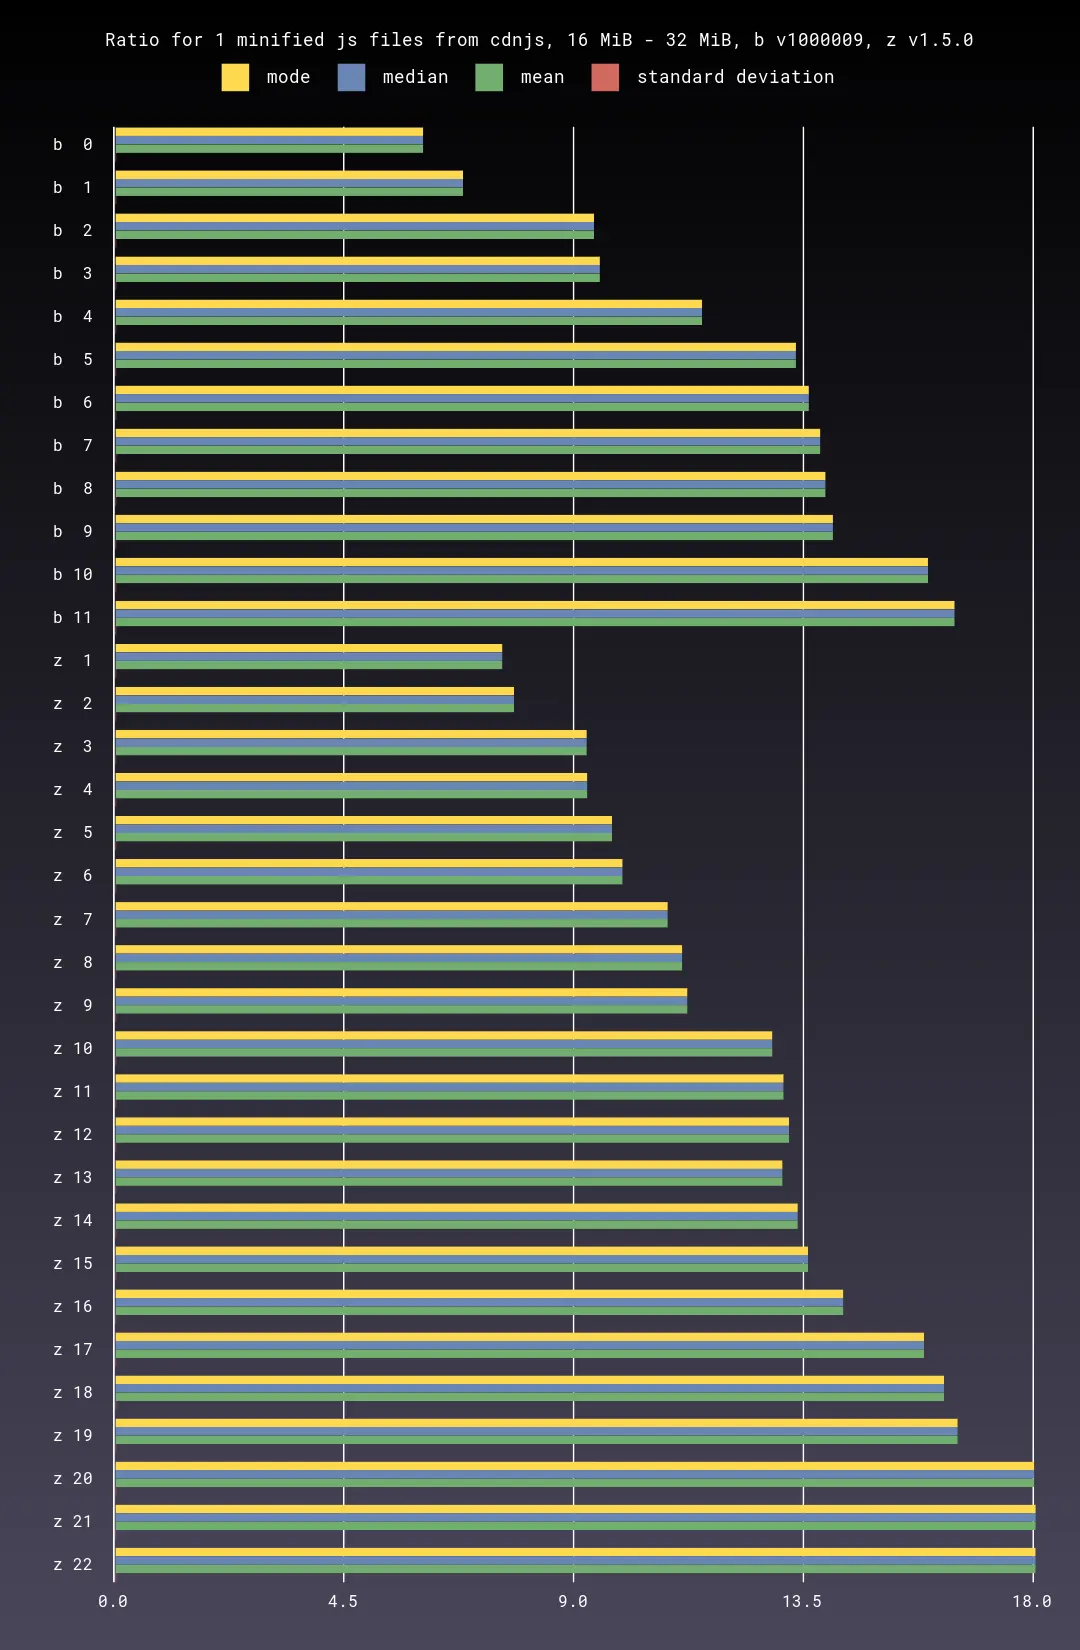 Ratio for 1 minified js files from cdnjs, 16 MiB - 32 MiB, b v1000009, z v1.5.0
mode median mean standard deviation
b 0
b 1
b 2
b 3
b 4
b 5
b 6
b 7
b 8
b 9
b 10
b 11
z 1
z 2
z 3
z 4
z 5
z 6
z 7
z 8
z 9
z 10
z 11
z 12
z 13
z 14
z 15
z 16
z 17
z 18
z 19
z 20
z 21
z 22
0.0 4.5 9.0 13.5 18.0